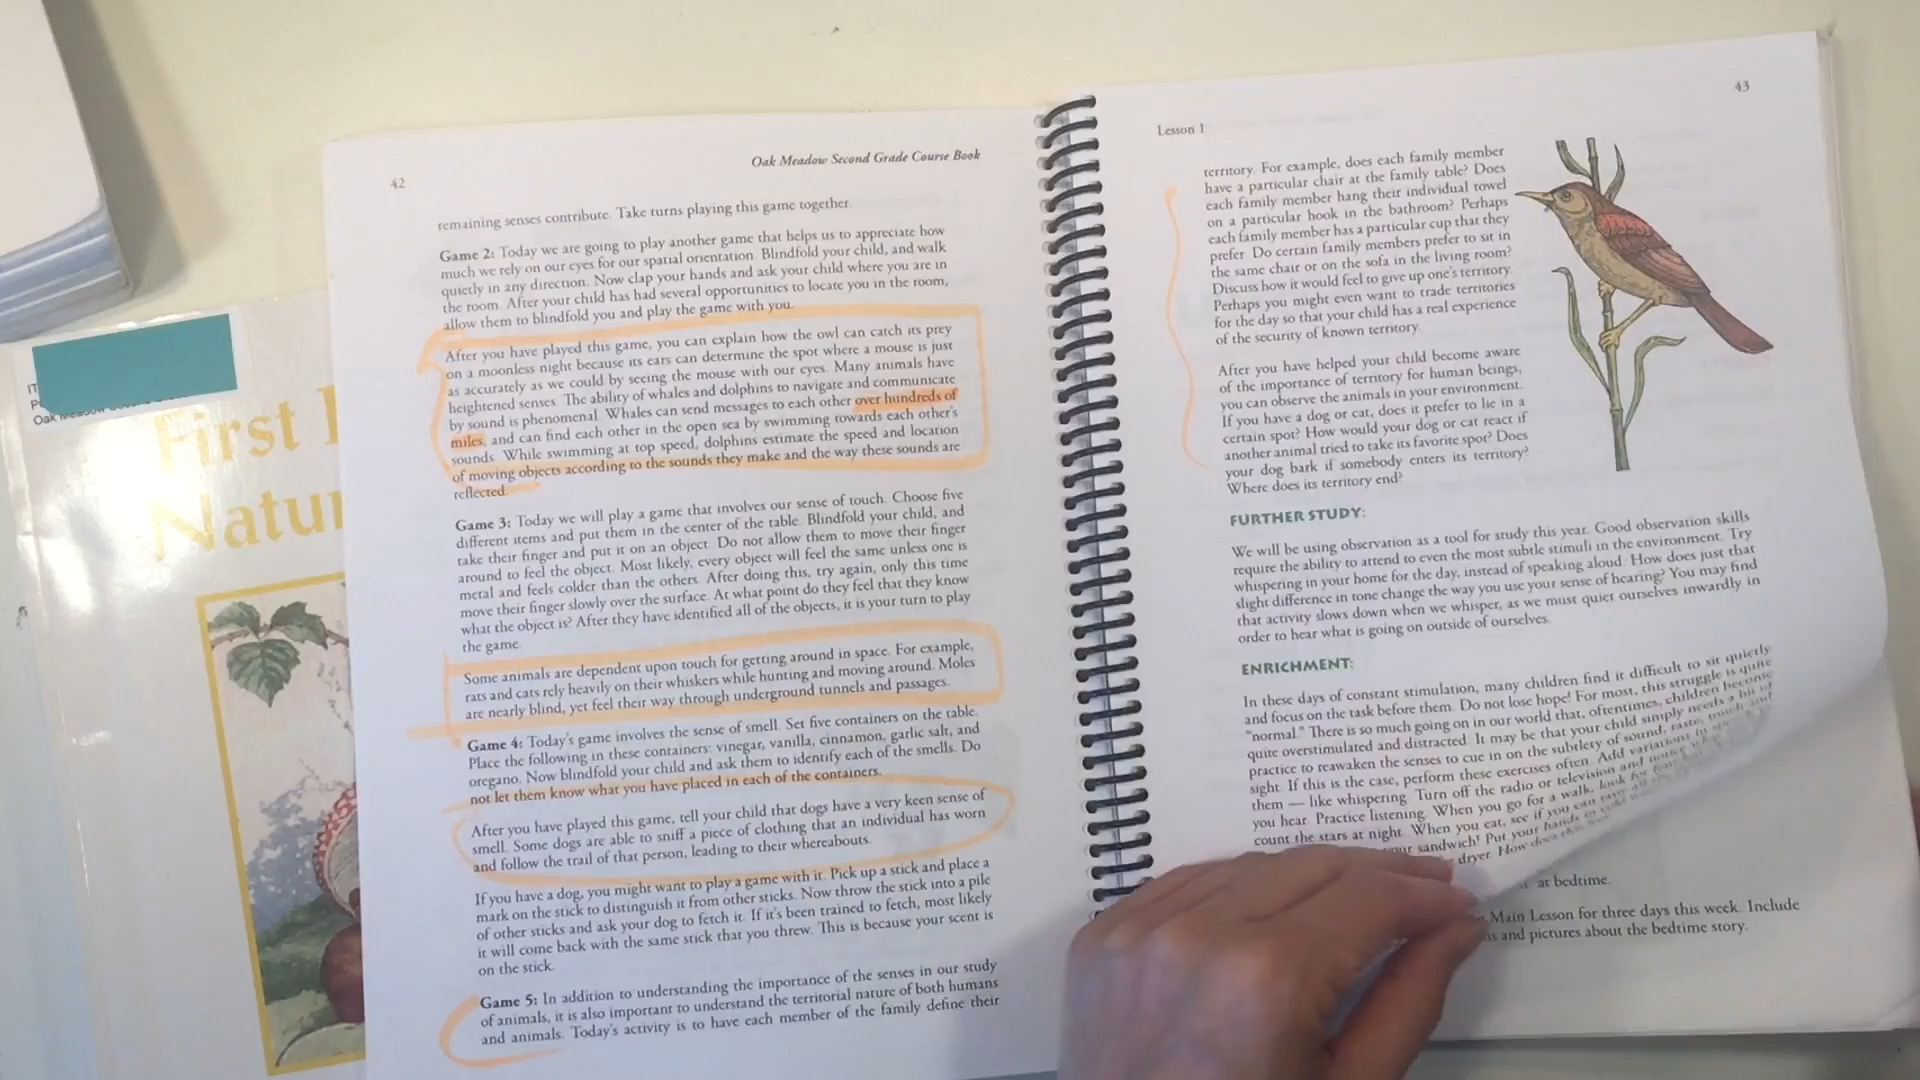 42
Oak Meadow Second Grade Course Book
remaining senses contribute. Take turns playing this game together.
Game 2: Today we are going to play another game that helps us to appreciate how
much we rely on our eyes for our spatial orientation. Blindfold your child, and walk
quietly in any direction. Now clap your hands and ask your child where you are in
the room. After your child has had several opportunities to locate you in the room,
allow them to blindfold you and play the game with you.
After you have played this game, you can explain how the owl can catch its prey
on a moonless night because its ears can determine the spot where a mouse is just
as accurately as we could by seeing the mouse with our eyes. Many animals have
heightened senses. The ability of whales and dolphins to navigate and communicate
by sound is phenomenal. Whales can send messages to each other over hundreds of
miles, and can find each other in the open sea by swimming towards each other's
sounds. While swimming at top speed, dolphins estimate the speed and location
of moving objects according to the sounds they make and the way these sounds are
reflected.
Game 3: Today we will play a game that involves our sense of touch. Choose five
different items and put them in the center of the table. Blindfold your child, and
take their finger and put it on an object. Do not allow them to move their finger
around to feel the object. Most likely, every object will feel the same unless one is
metal and feels colder than the others. After doing this, try again, only this time
move their finger slowly over the surface. At what point do they feel that they know
what the object is? After they have identified all of the objects, it is your turn to play
the game.
Some animals are dependent upon touch for getting around in space. For example,
rats and cats rely heavily on their whiskers while hunting and moving around. Moles
are nearly blind, yet feel their way through underground tunnels and passages.
Game 4: Today's game involves the sense of smell. Set five containers on the table.
Place the following in these containers: vinegar, vanilla, cinnamon, garlic salt, and
oregano. Now blindfold your child and ask them to identify each of the smells. Do
not let them know what you have placed in each of the containers.
After you have played this game, tell your child that dogs have a very keen sense of
smell. Some dogs are able to sniff a piece of clothing that an individual has worn
and follow the trail of that person, leading to their whereabouts.
If you have a dog, you might want to play a game with it. Pick up a stick and place a
mark on the stick to distinguish it from other sticks. Now throw the stick into a pile
of other sticks and ask your dog to fetch it. If it's been trained to fetch, most likely
it will come back with the same stick that you threw. This is because your scent is
on the stick.
Game 5: In addition to understanding the importance of the senses in our study
of animals, it is also important to understand the territorial nature of both humans
and animals. Today's activity is to have each member of the family define their
43
Lesson 1
territory. For example, does each family member
have a particular chair at the family table? Does
each family member hang their individual towel
on a particular hook in the bathroom? Perhaps
each family member has a particular cup that they
prefer. Do certain family members prefer to sit in
the same chair or on the sofa in the living room?
Discuss how it would feel to give up one's territory.
Perhaps you might even want to trade territories
for the day so that your child has a real experience
of the security of known territory.
After you have helped your child become aware
of the importance of territory for human beings,
you can observe the animals in your environment.
If you have a dog or cat, does it prefer to lie in a
certain spot? How would your dog or cat react if
another animal tried to take its favorite spot? Does
your dog bark if somebody enters its territory?
Where does its territory end?
FURTHER STUDY:
We will be using observation as a tool for study this year. Good observation skills
require the ability to attend to even the most subtle stimuli in the environment. Try
whispering in your home for the day, instead of speaking aloud. How does just that
slight difference in tone change the way you use your sense of hearing? You may find
that activity slows down when we whisper, as we must quiet ourselves inwardly in
order to hear what is going on outside of ourselves.
ENRICHMENT:
In these days of constant stimulation, many children find it difficult to sit quietly
and focus on the task before them. Do not lose hope! For most, this struggle is quite
"normal." There is so much going on in our world that, oftentimes, children become
quite overstimulated and distracted. It may be that your child simply needs a bit of
practice to reawaken the senses to cue in on the subtlety of sound, taste, touch and
sight. If this is the case, perform these exercises often. Add variations
them — like whispering. Turn off the radio or television and
you hear. Practice listening. When you go for a walk, look for
count the stars at night. When you eat, see if you can
your sandwich! Put your hands
dryer. How does
at bedtime.
Main Lesson for three days this week. Include
and pictures about the bedtime story.
First
Natur
Oak Meadow